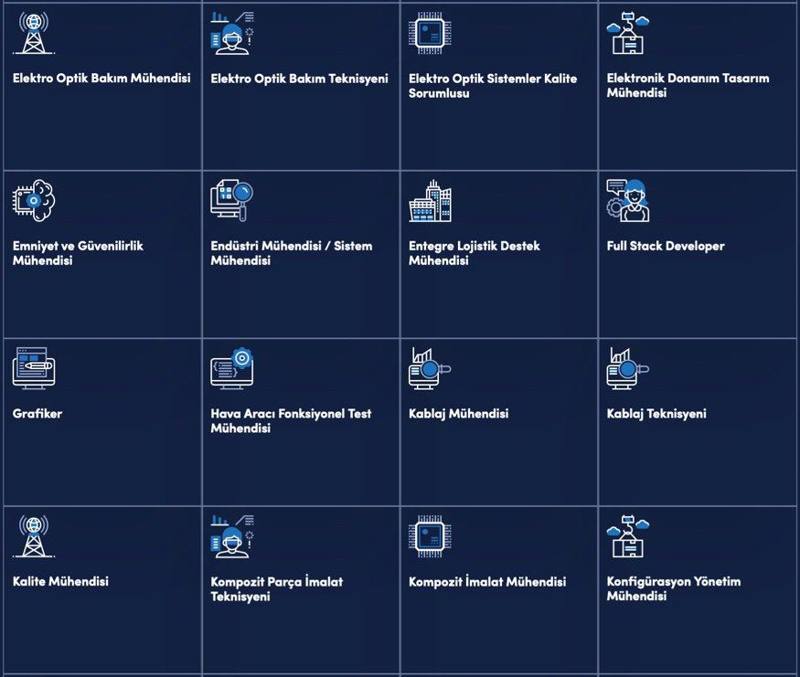 Elektro Optik Bakım Mühendisi
Elektro Optik Bakım Teknisyeni
Elektro Optik Sistemler Kalite
Sorumlusu
Elektronik Donanım Tasarım
Mühendisi
Emniyet ve Güvenilirlik
Mühendisi
Endüstri Mühendisi / Sistem
Mühendisi
Entegre Lojistik Destek
Mühendisi
Full Stack Developer
Grafiker
Hava Aracı Fonksiyonel Test
Mühendisi
Kablaj Mühendisi
Kablaj Teknisyeni
Kalite Mühendisi
Kompozit Parça İmalat
Teknisyeni
Kompozit İmalat Mühendisi
Konfigürasyon Yönetim
Mühendisi